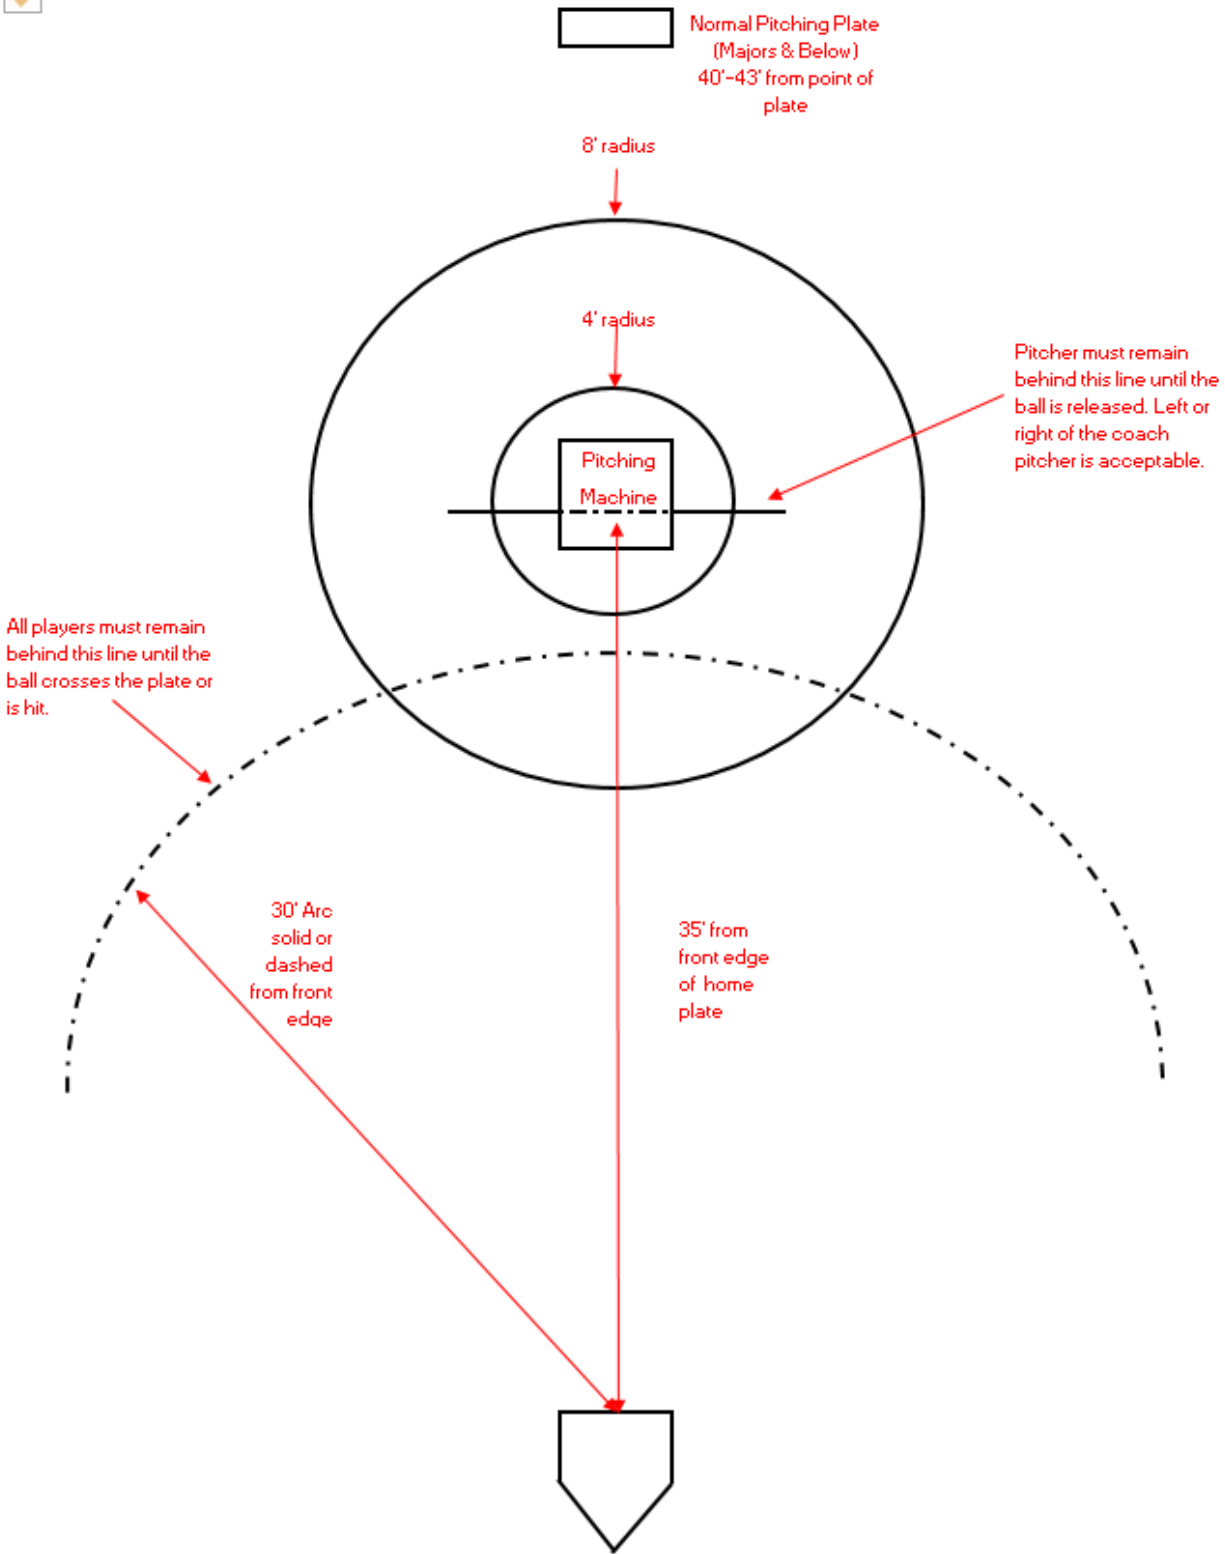 Normal Pitching Plate
(Majors & Below)
40'-43' from point of
plate
8' radius
4' radius
Pitcher must remain
behind this line until the
ball is released. Left or
right of the coach
pitcher is acceptable.
Pitching
Machine
All players must remain
behind this line until the
ball crosses the plate or
is hit.
30' Arc
solid or
dashed
from front
edge
35' from
front edge
of home
plate